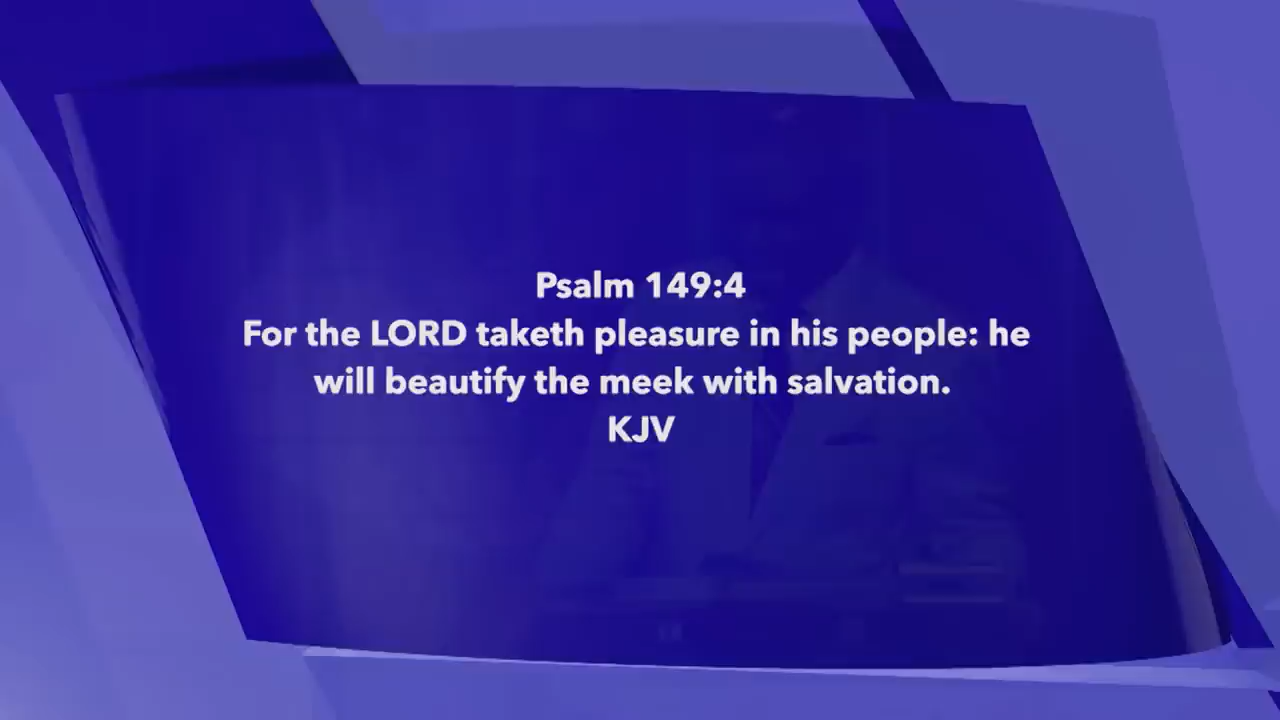 Psalm 149:4
For the LORD taketh pleasure in his people: he
will beautify the meek with salvation.
KJV